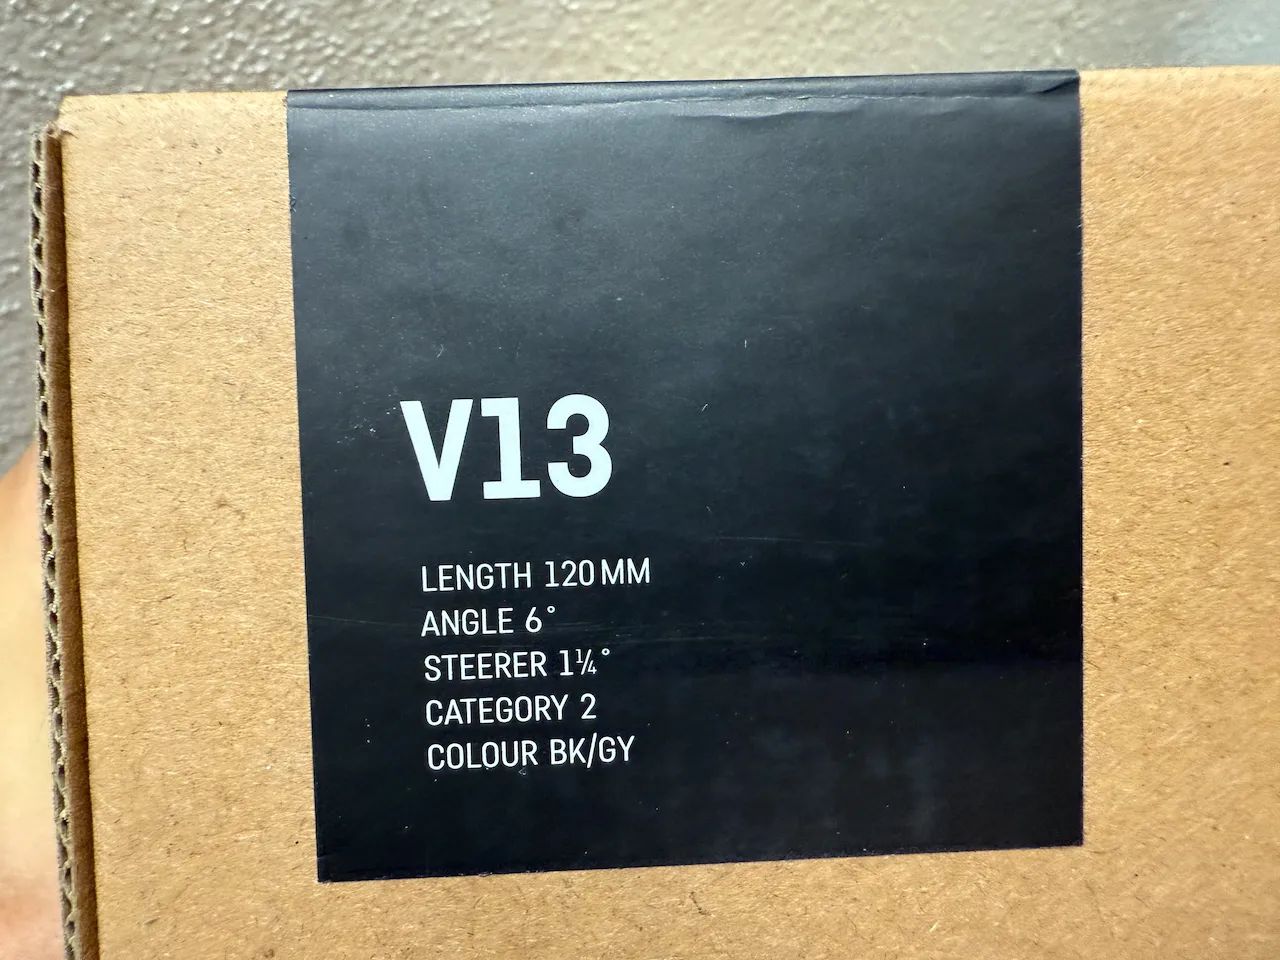 V13
LENGTH 120 MM
ANGLE 6°
STEERER 1¼°
CATEGORY 2
COLOUR BK/GY